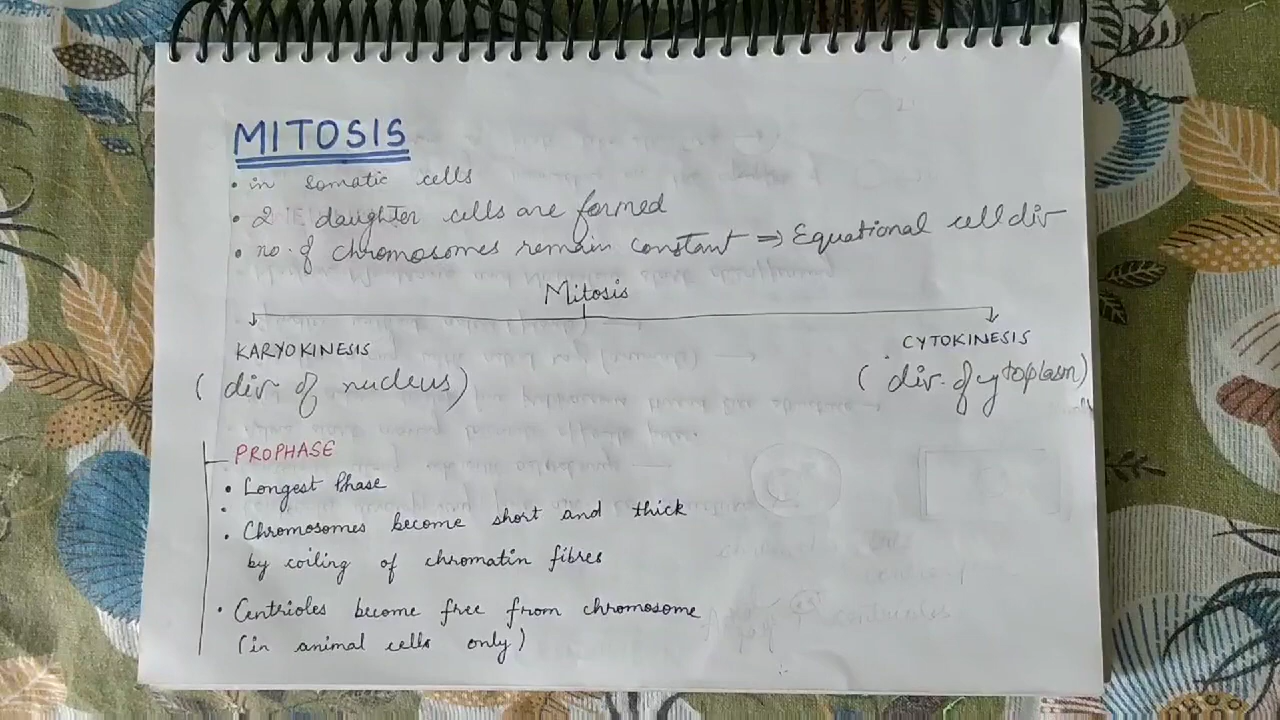 MITOSIS
• in somatic cells
• 2 daughter cells are formed
• no. of chromosomes remain constant ⇒ Equational cell div
Mitosis
KARYOKINESIS
(div of nucleus)
CYTOKINESIS
(div. of cytoplasm)
PROPHASE
• Longest Phase
• Chromosomes become short and thick
by coiling of chromatin fibres
• Centrioles become free from chromosome
(in animal cells only)